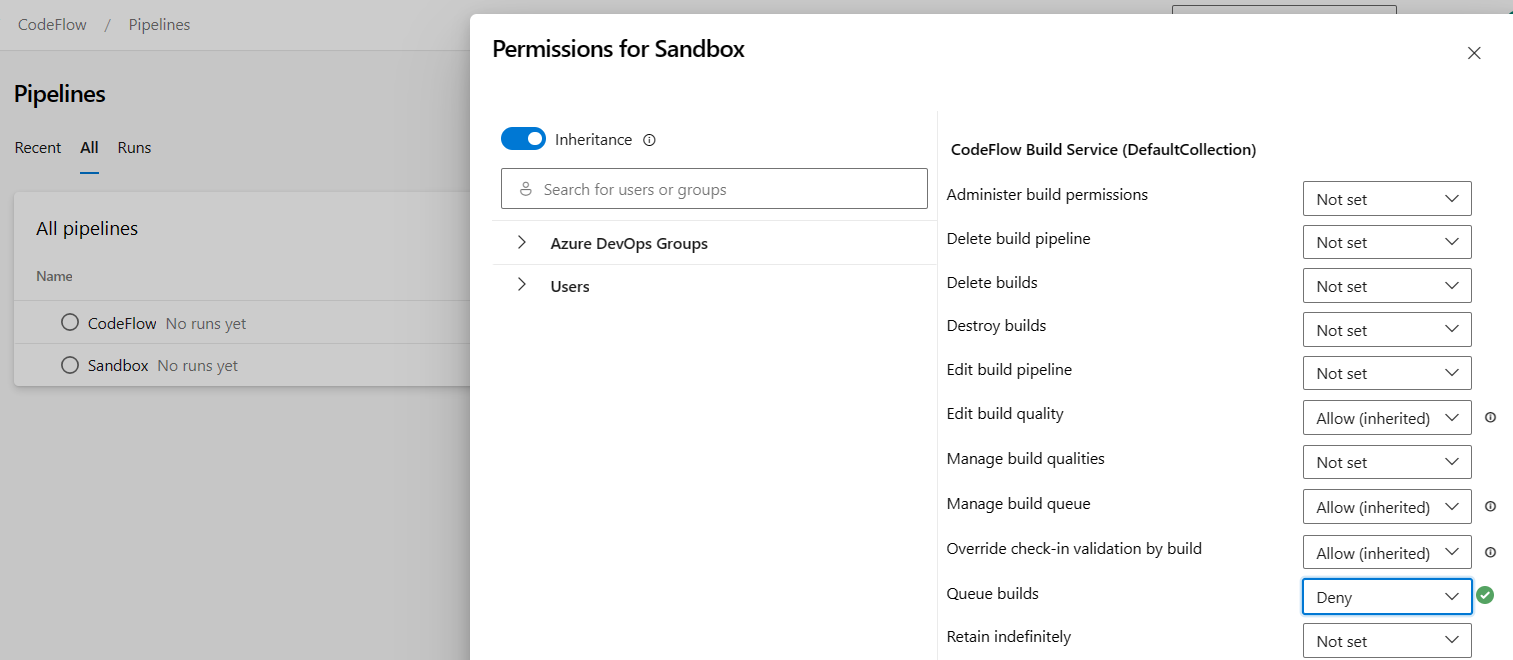 CodeFlow / Pipelines
Pipelines
Recent All Runs
All pipelines
Name
CodeFlow No runs yet
Sandbox No runs yet
Permissions for Sandbox
Inheritance
Search for users or groups
Azure DevOps Groups
Users
CodeFlow Build Service (DefaultCollection)
Administer build permissions Not set
Delete build pipeline Not set
Delete builds Not set
Destroy builds Not set
Edit build pipeline Not set
Edit build quality Allow (inherited)
Manage build qualities Not set
Manage build queue Allow (inherited)
Override check-in validation by build Allow (inherited)
Queue builds Deny
Retain indefinitely Not set